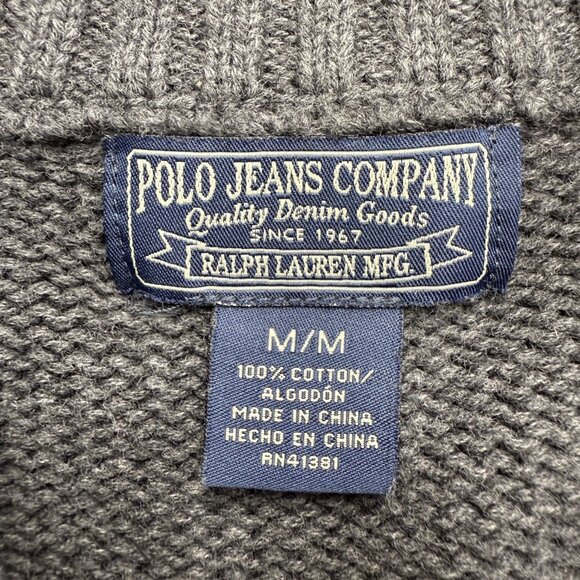 POLO JEANS COMPANY
Quality Denim Goods
SINCE 1967
RALPH LAUREN MFG.
M/M
100% COTTON/
ALGODÓN
MADE IN CHINA
HECHO EN CHINA
RN41381